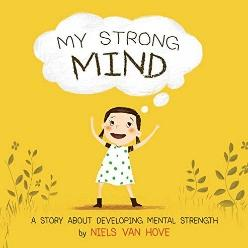 MY STRONG
MIND
A STORY ABOUT DEVELOPING MENTAL STRENGTH
by NIELS VAN HOVE